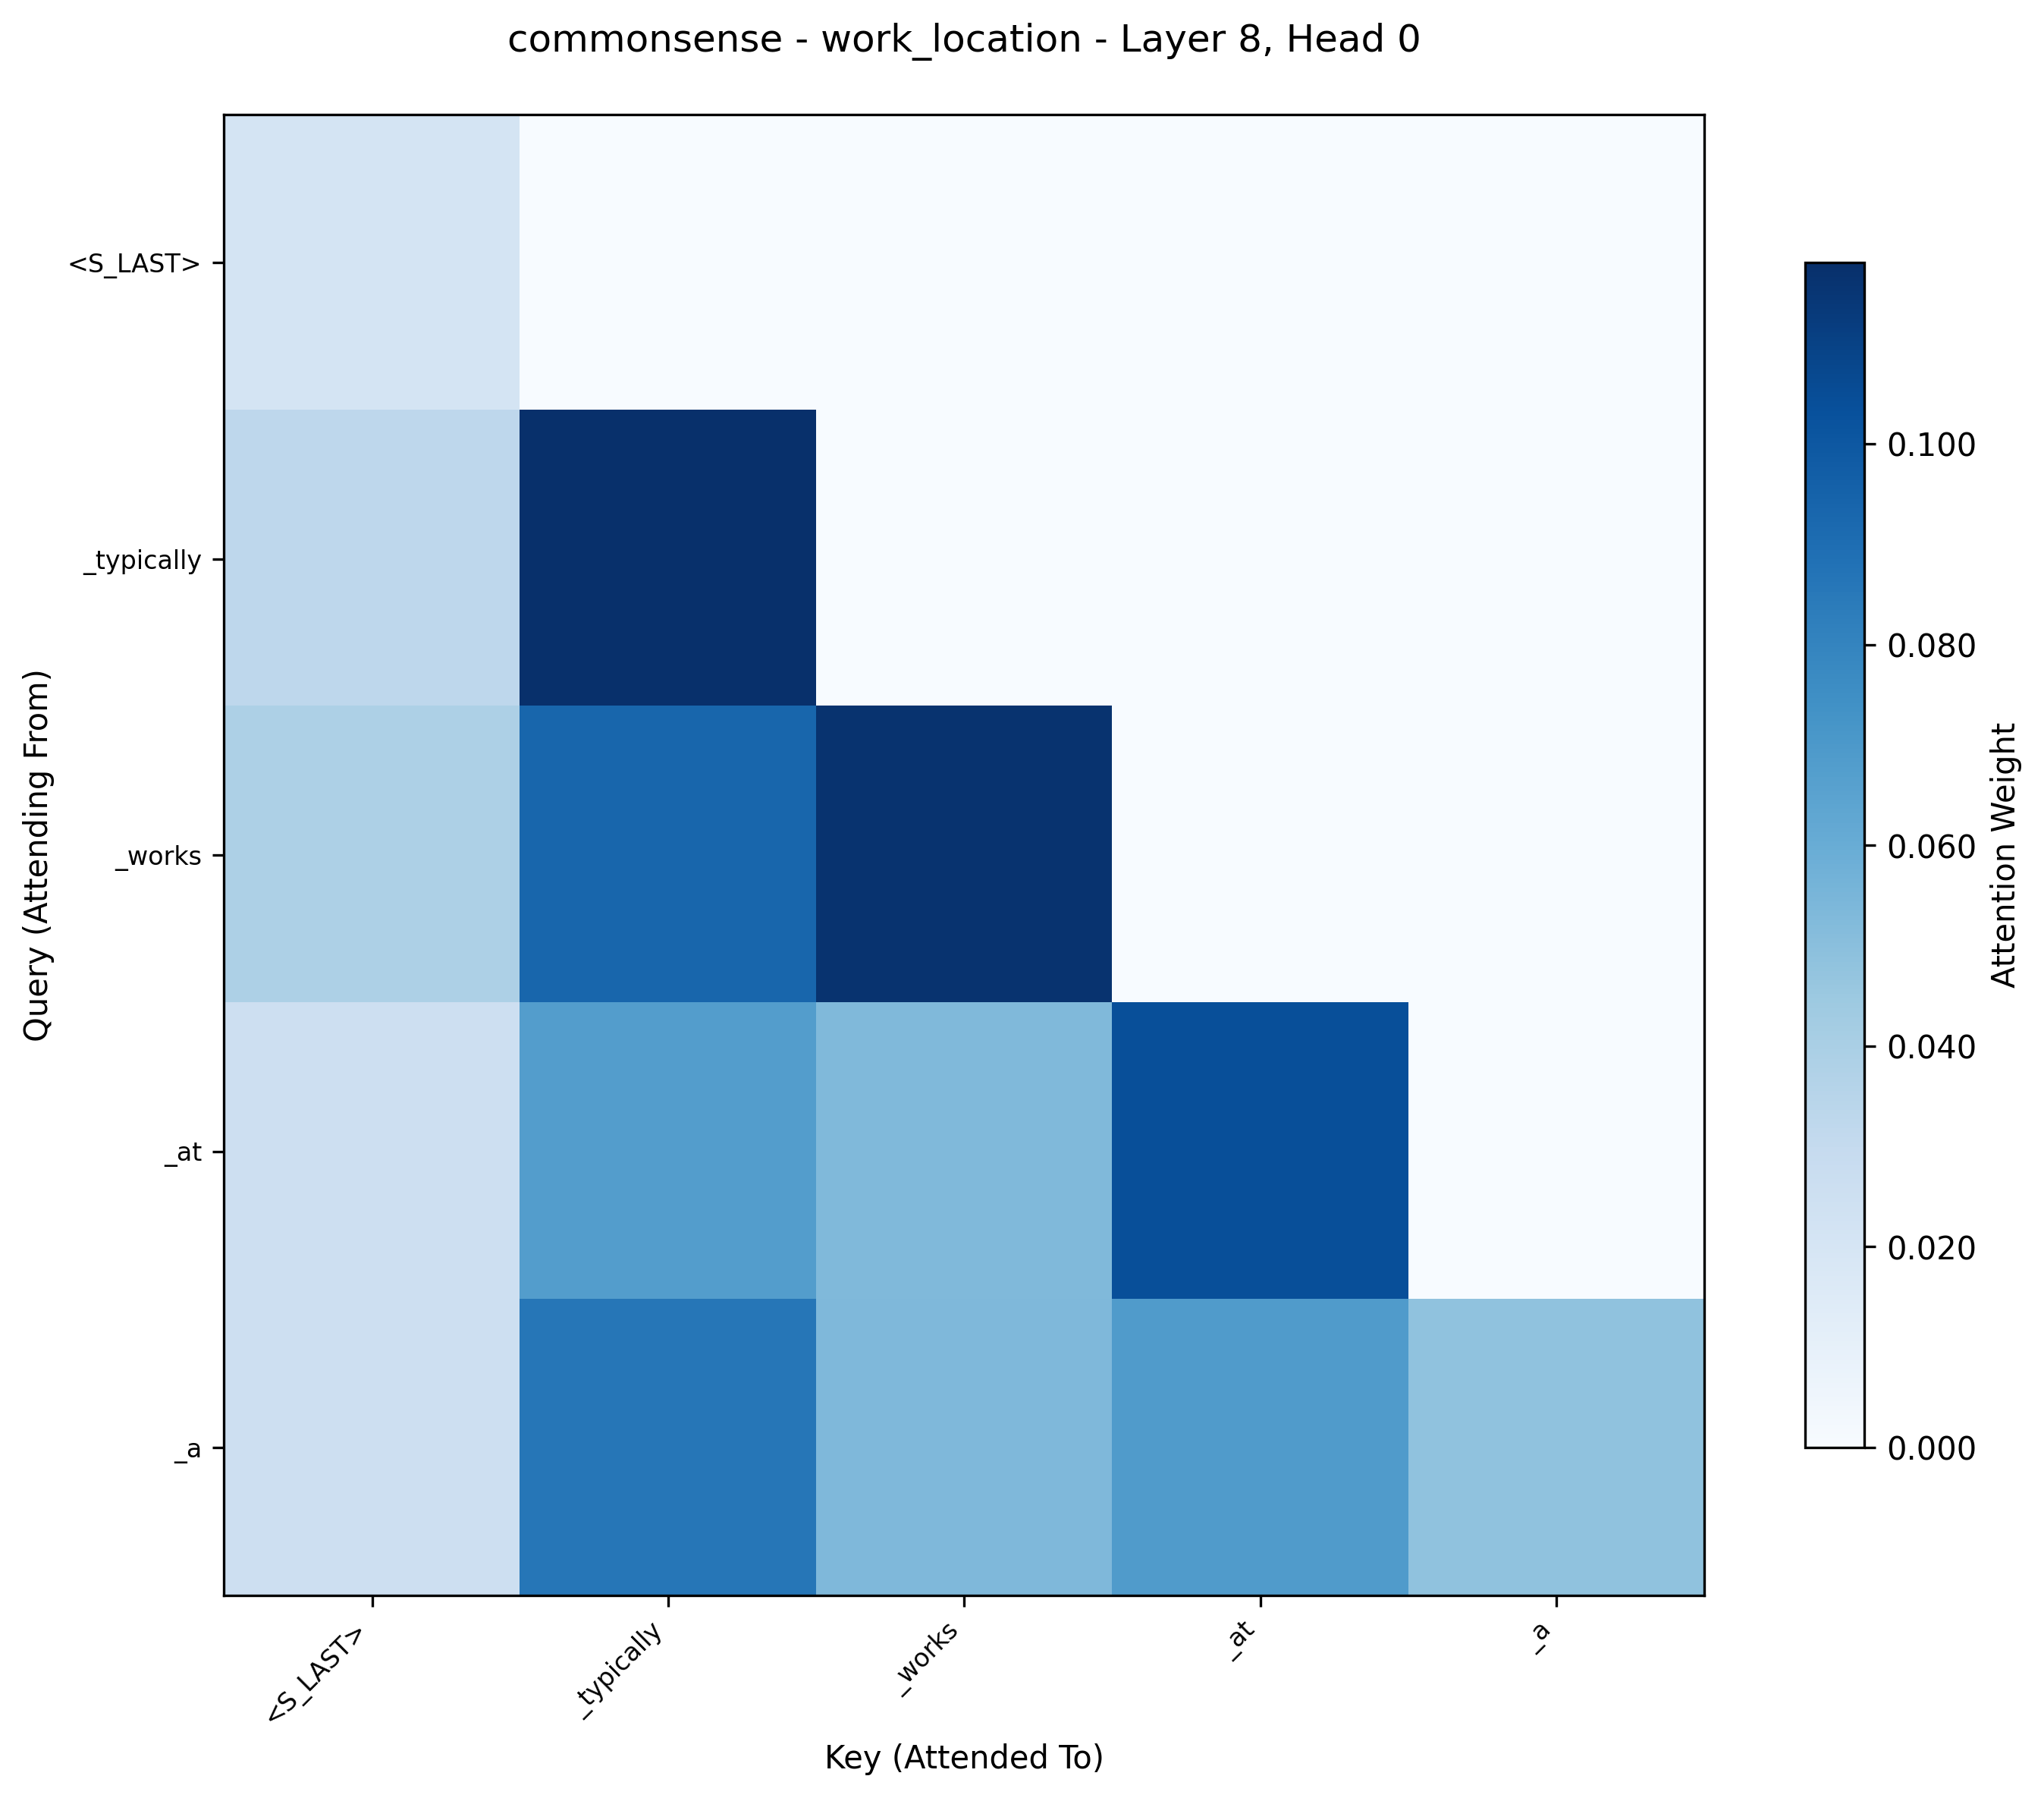 commonsense - work_location - Layer 8, Head 0
Query (Attending From)
<S_LAST>
_typically
_works
_at
_a
<S_LAST>
_typically
_works
_at
_a
Key (Attended To)
0.100
0.080
0.060
0.040
0.020
0.000
Attention Weight